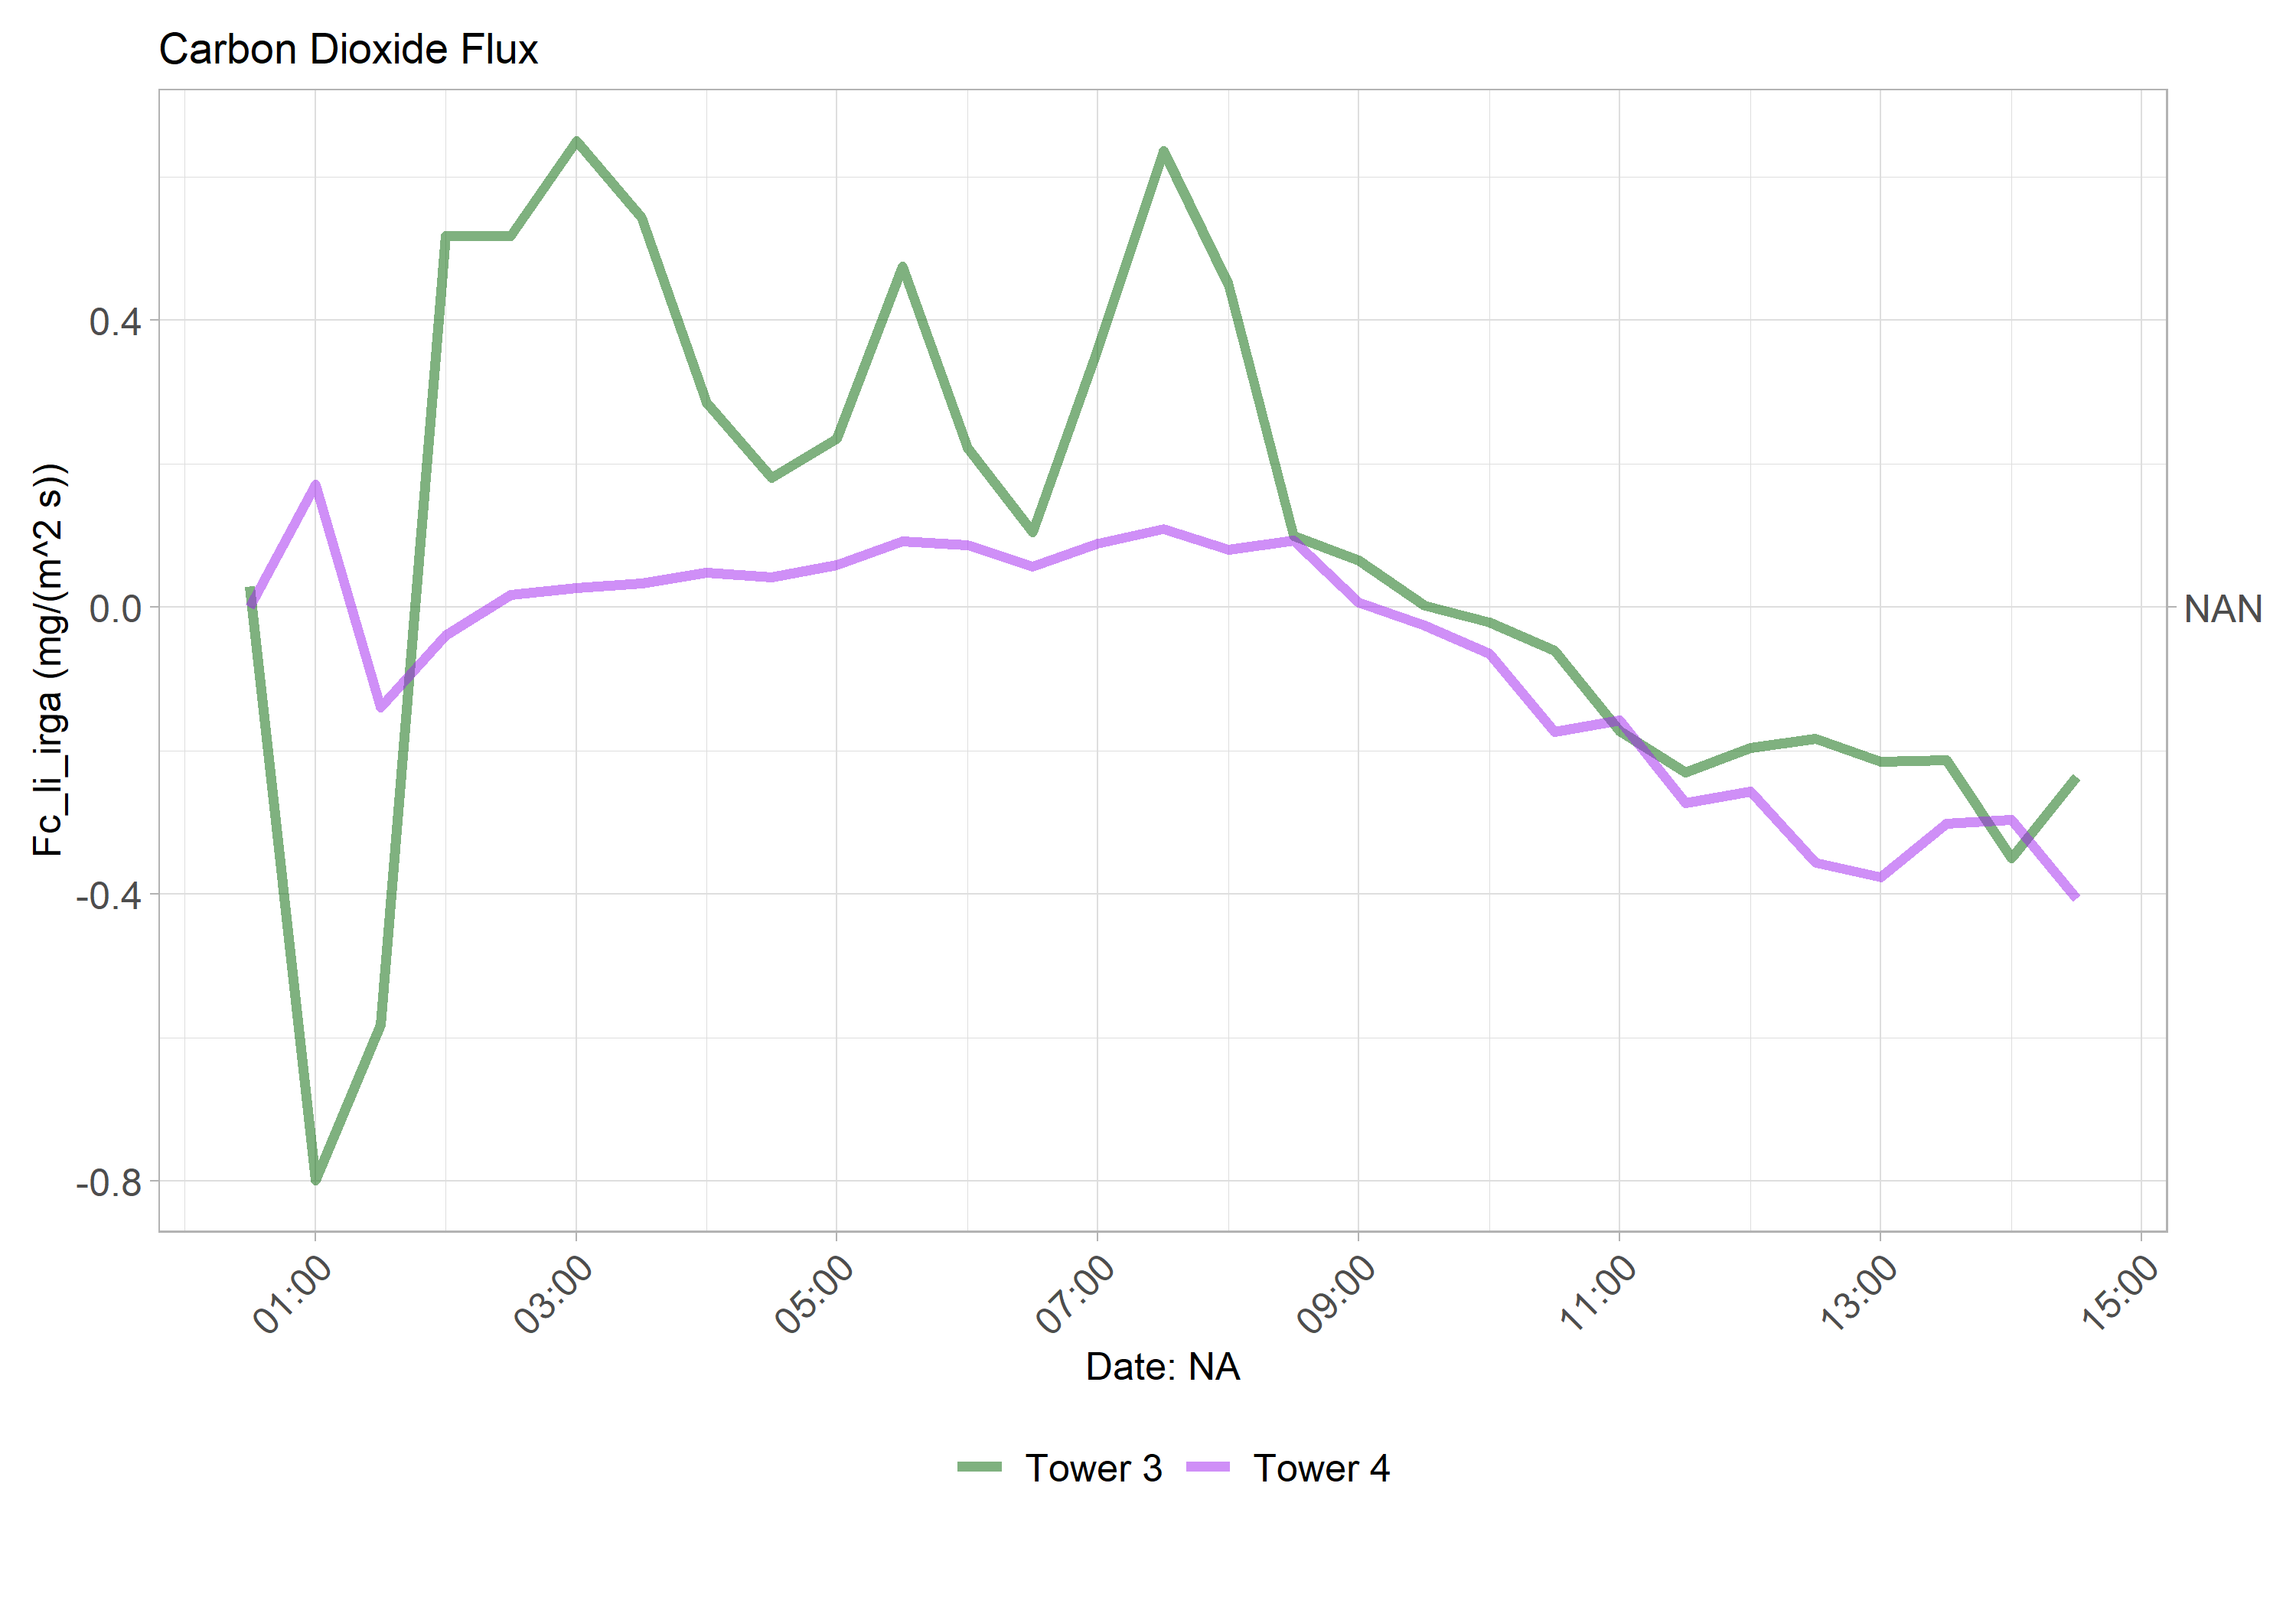 Carbon Dioxide Flux
Fc_li_irga (mg/(m^2 s))
0.4
0.0
-0.4
-0.8
NAN
01:00
03:00
05:00
07:00
09:00
11:00
13:00
15:00
Date: NA
Tower 3
Tower 4